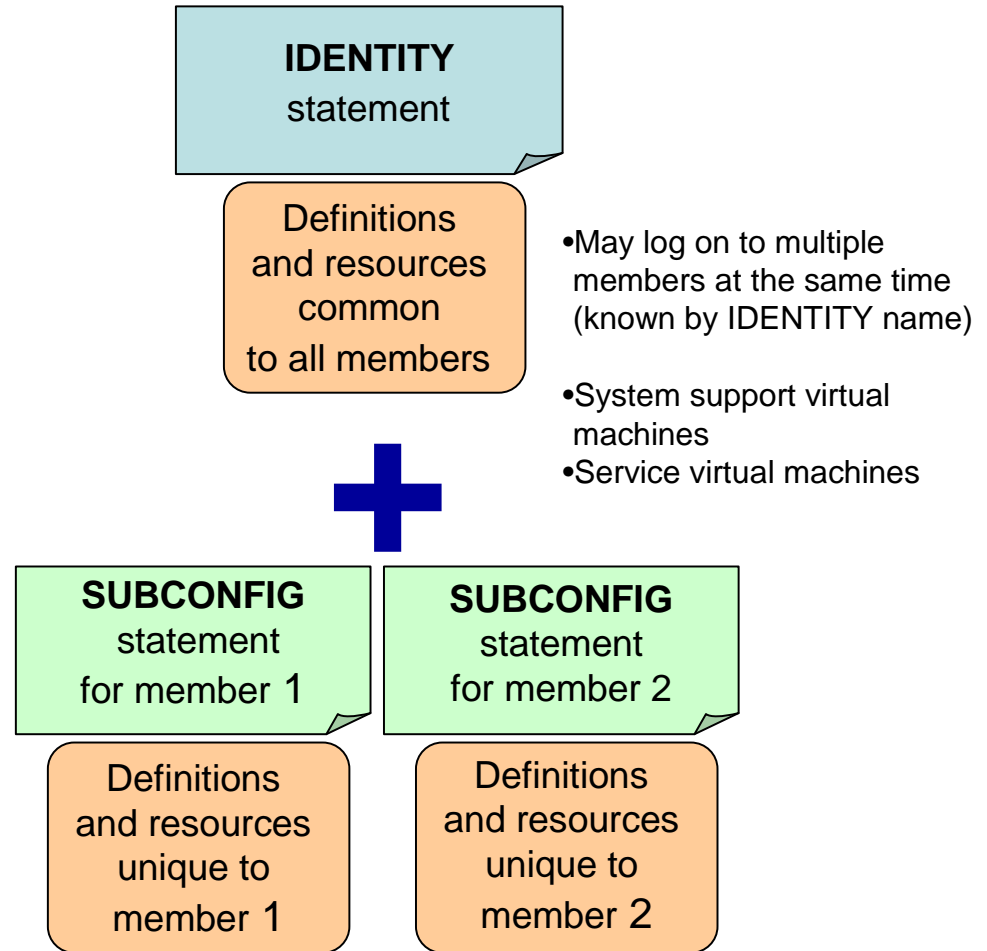 IDENTITY
statement
Definitions
and resources
common
to all members
•May log on to multiple
members at the same time
(known by IDENTITY name)
•System support virtual
machines
•Service virtual machines
SUBCONFIG
statement
for member 1
Definitions
and resources
unique to
member 1
SUBCONFIG
statement
for member 2
Definitions
and resources
unique to
member 2